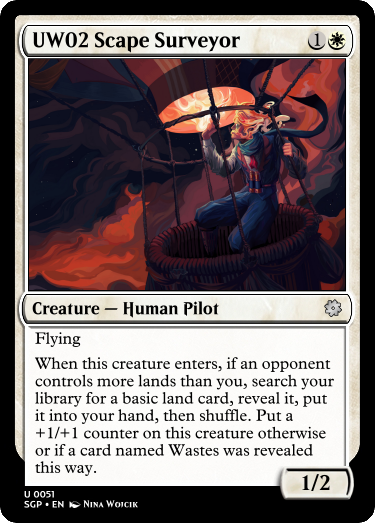 UW02 Scape Surveyor 1
Creature — Human Pilot
Flying
When this creature enters, if an opponent
controls more lands than you, search your
library for a basic land card, reveal it, put
it into your hand, then shuffle. Put a
+1/+1 counter on this creature otherwise
or if a card named Wastes was revealed
this way.
1/2
U 0051
SGP • EN Nina Wojcik